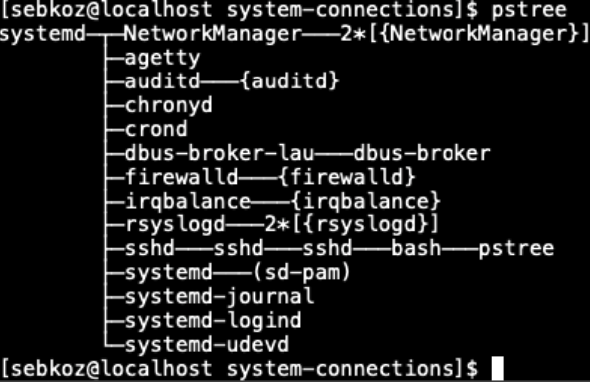 [sebkoz@localhost system-connections]$ pstree
systemd─┬─NetworkManager───2*[{NetworkManager}]
        ├─agetty
        ├─auditd───{auditd}
        ├─chronyd
        ├─crond
        ├─dbus-broker-lau───dbus-broker
        ├─firewalld───{firewalld}
        ├─irqbalance───{irqbalance}
        ├─rsyslogd───2*[{rsyslogd}]
        ├─sshd───sshd───sshd───bash───pstree
        ├─systemd───(sd-pam)
        ├─systemd-journal
        ├─systemd-logind
        └─systemd-udevd
[sebkoz@localhost system-connections]$